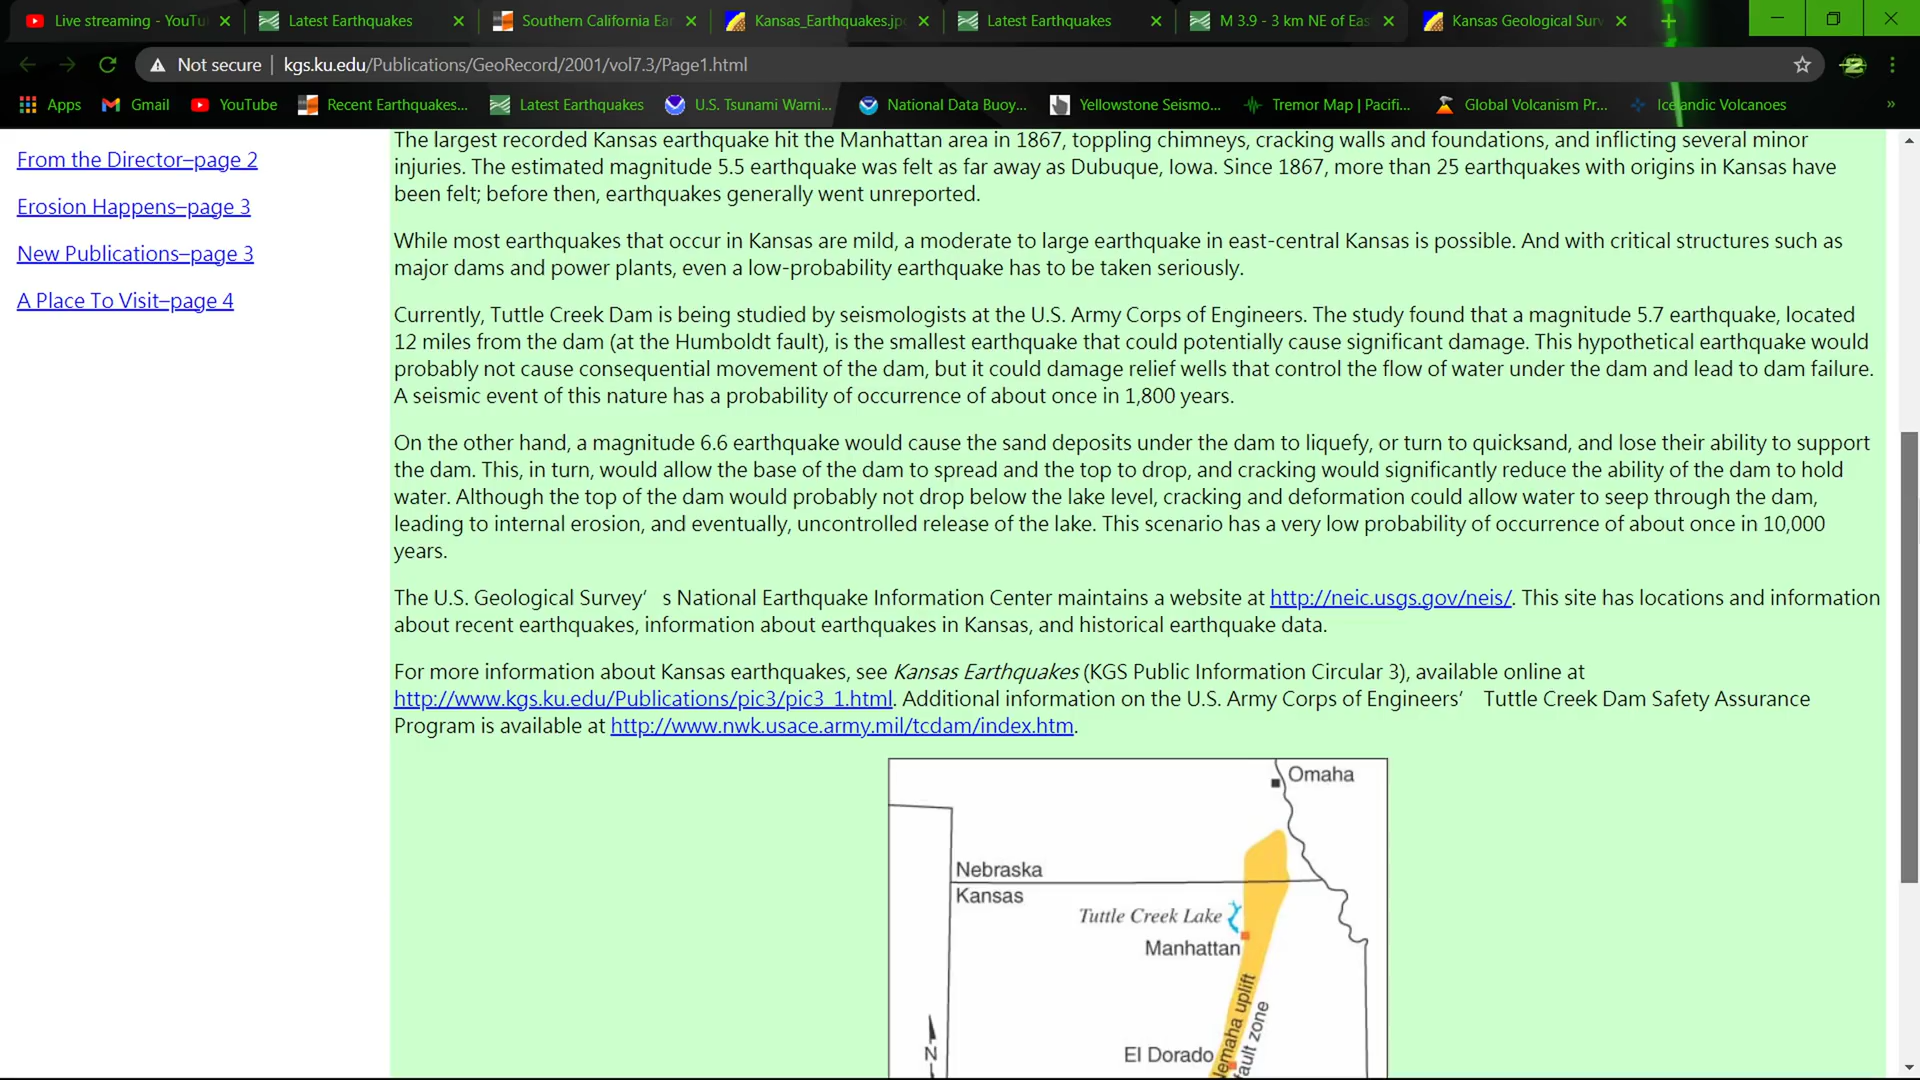 Live streaming - YouTu
Latest Earthquakes
Southern California Ear
Kansas_Earthquakes.jp
Latest Earthquakes
M 3.9 - 3 km NE of Eas
Kansas Geological Surv
Not secure
kgs.ku.edu/Publications/GeoRecord/2001/vol7.3/Page1.html
Apps
Gmail
YouTube
Recent Earthquakes...
Latest Earthquakes
U.S. Tsunami Warni...
National Data Buoy...
Yellowstone Seismo...
Tremor Map | Pacifi...
Global Volcanism Pr...
Icelandic Volcanoes
»
From the Director–page 2
Erosion Happens–page 3
New Publications–page 3
A Place To Visit–page 4
The largest recorded Kansas earthquake hit the Manhattan area in 1867, toppling chimneys, cracking walls and foundations, and inflicting several minor
injuries. The estimated magnitude 5.5 earthquake was felt as far away as Dubuque, Iowa. Since 1867, more than 25 earthquakes with origins in Kansas have
been felt; before then, earthquakes generally went unreported.
While most earthquakes that occur in Kansas are mild, a moderate to large earthquake in east-central Kansas is possible. And with critical structures such as
major dams and power plants, even a low-probability earthquake has to be taken seriously.
Currently, Tuttle Creek Dam is being studied by seismologists at the U.S. Army Corps of Engineers. The study found that a magnitude 5.7 earthquake, located
12 miles from the dam (at the Humboldt fault), is the smallest earthquake that could potentially cause significant damage. This hypothetical earthquake would
probably not cause consequential movement of the dam, but it could damage relief wells that control the flow of water under the dam and lead to dam failure.
A seismic event of this nature has a probability of occurrence of about once in 1,800 years.
On the other hand, a magnitude 6.6 earthquake would cause the sand deposits under the dam to liquefy, or turn to quicksand, and lose their ability to support
the dam. This, in turn, would allow the base of the dam to spread and the top to drop, and cracking would significantly reduce the ability of the dam to hold
water. Although the top of the dam would probably not drop below the lake level, cracking and deformation could allow water to seep through the dam,
leading to internal erosion, and eventually, uncontrolled release of the lake. This scenario has a very low probability of occurrence of about once in 10,000
years.
The U.S. Geological Survey’ s National Earthquake Information Center maintains a website at http://neic.usgs.gov/neis/. This site has locations and information
about recent earthquakes, information about earthquakes in Kansas, and historical earthquake data.
For more information about Kansas earthquakes, see Kansas Earthquakes (KGS Public Information Circular 3), available online at
http://www.kgs.ku.edu/Publications/pic3/pic3_1.html. Additional information on the U.S. Army Corps of Engineers’ Tuttle Creek Dam Safety Assurance
Program is available at http://www.nwk.usace.army.mil/tcdam/index.htm.
Omaha
Nebraska
Kansas
Tuttle Creek Lake
Manhattan
Nemaha uplift
fault zone
El Dorado
N